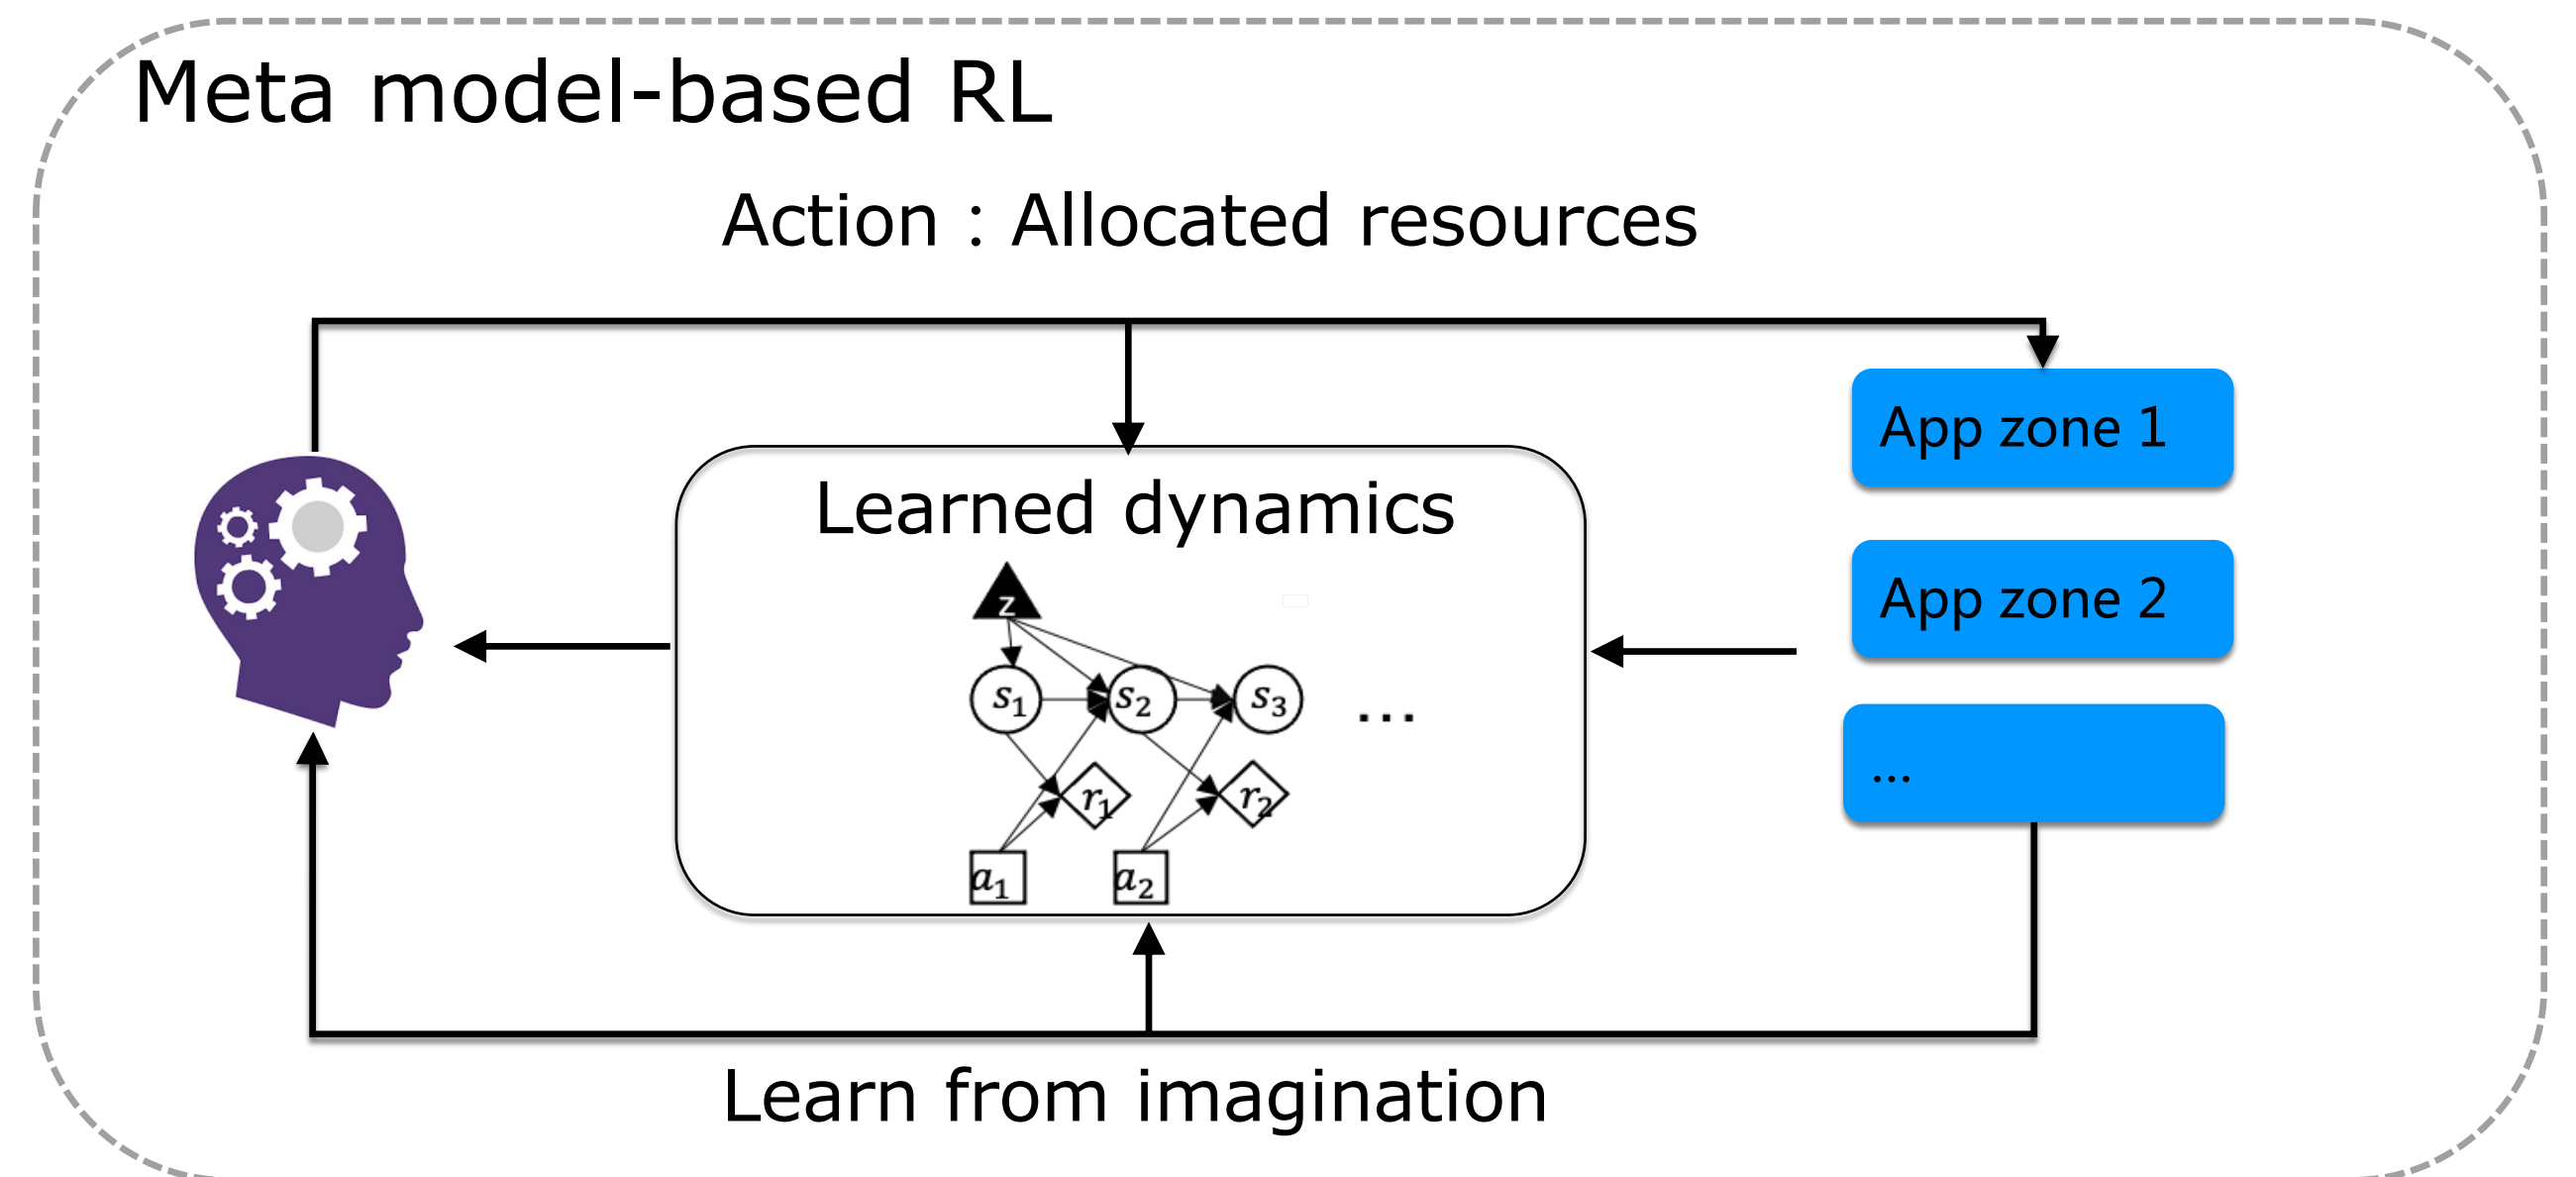 Meta model-based RL
Action : Allocated resources
App zone 1
Learned dynamics
App zone 2
z
s₁ s₂ s₃ ...
r₁ r₂
...
a₁ a₂
Learn from imagination